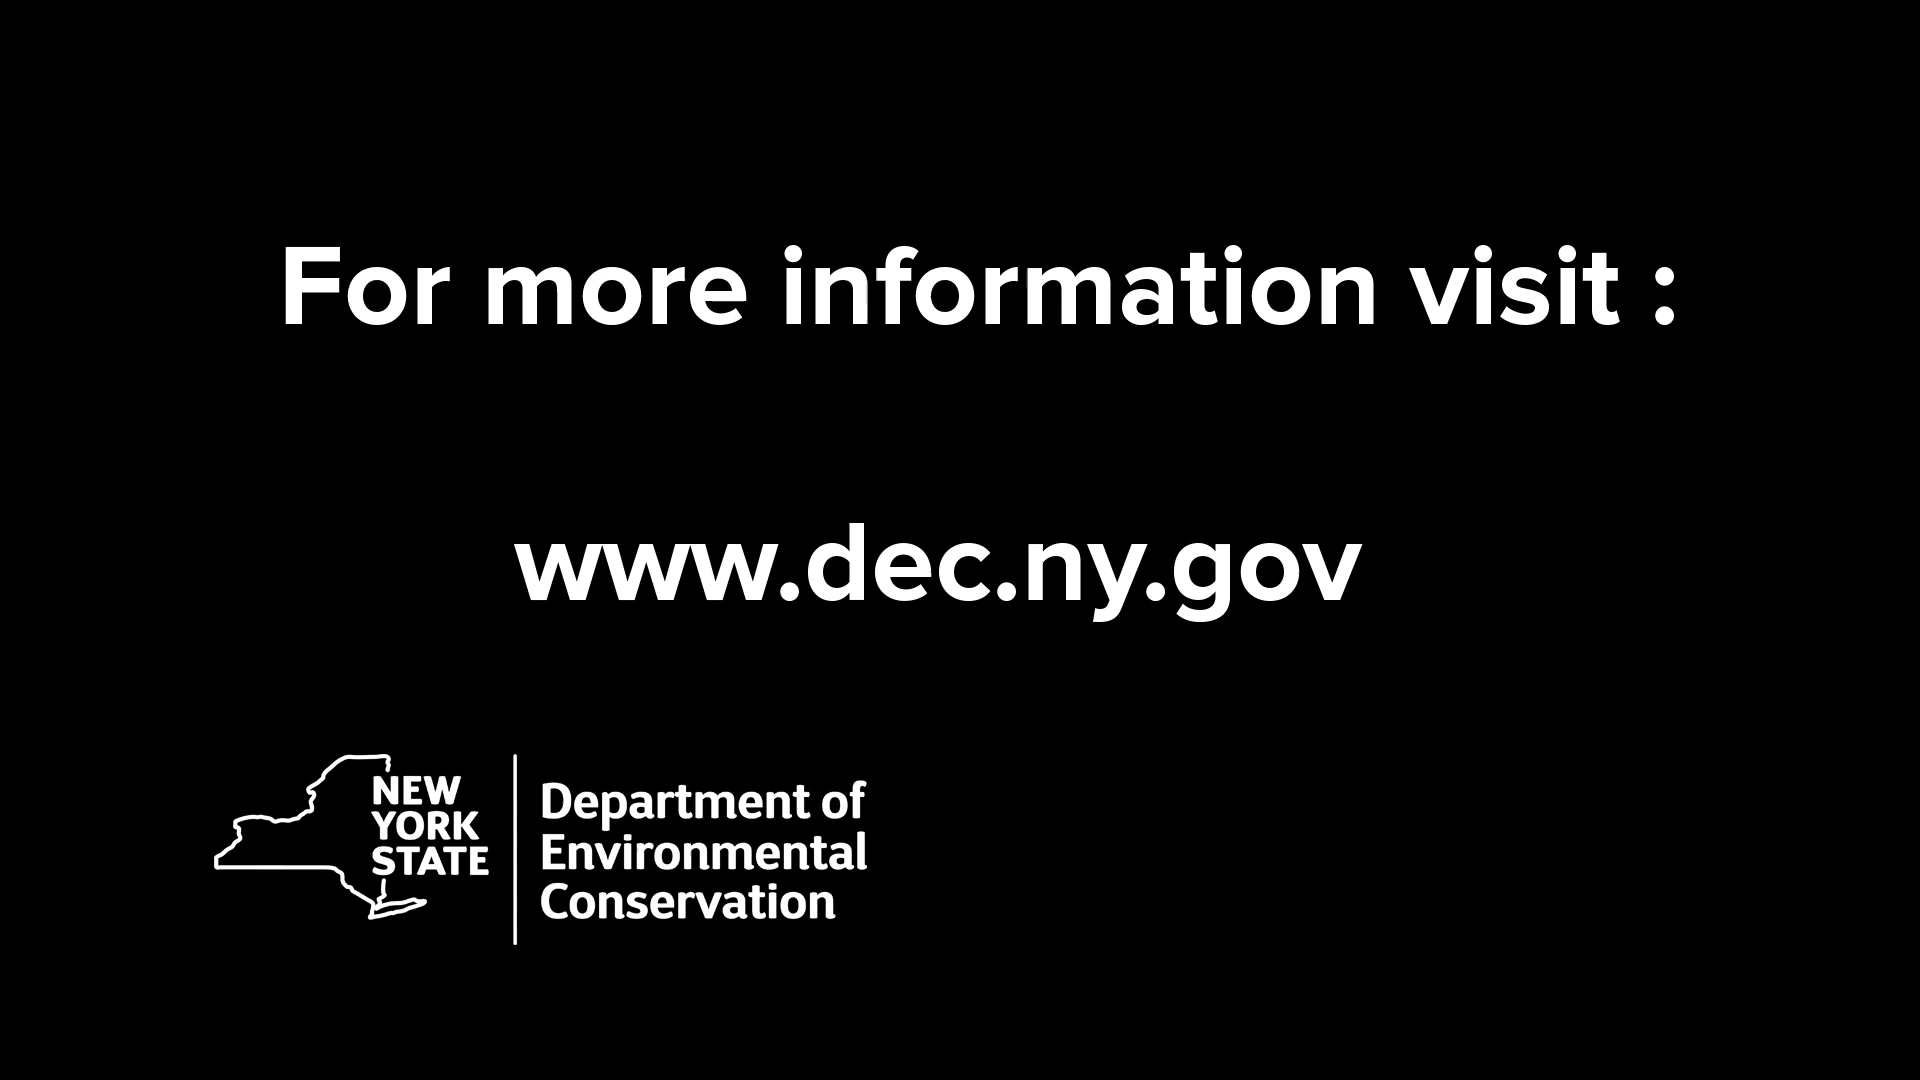 For more information visit :
www.dec.ny.gov
NEW
YORK
STATE
Department of
Environmental
Conservation